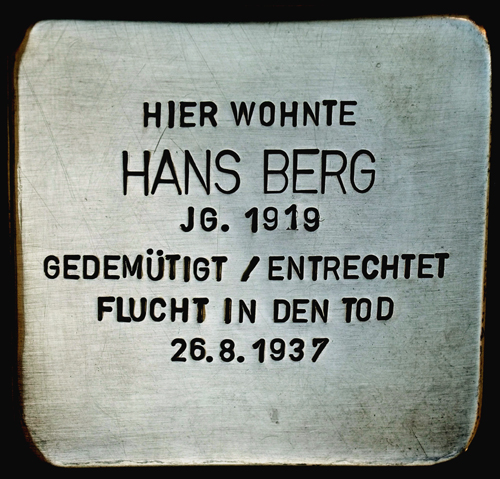 HIER WOHNTE
HANS BERG
JG. 1919
GEDEMÜTIGT / ENTRECHTET
FLUCHT IN DEN TOD
26.8.1937